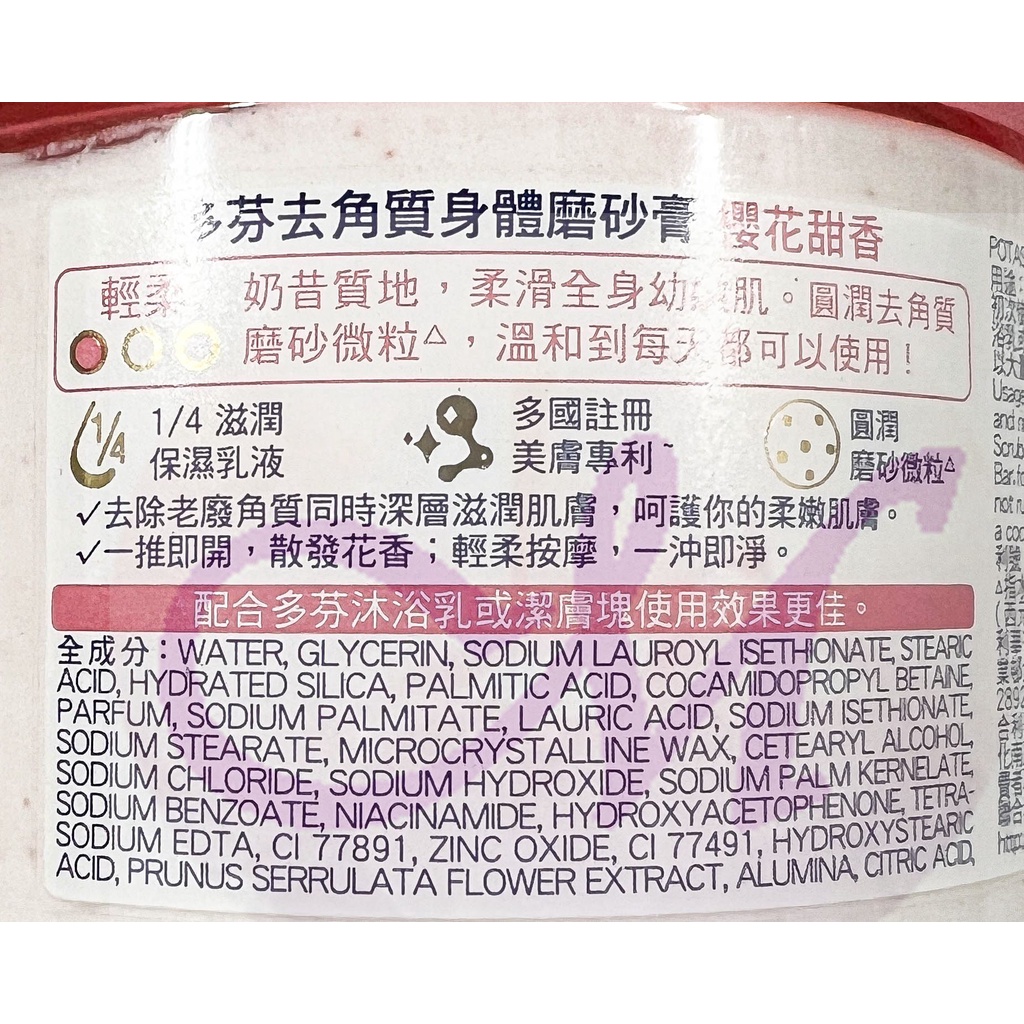 多芬去角質身體磨砂膏 櫻花甜香
輕柔 奶昔質地，柔滑全身幼嫩肌。圓潤去角質
磨砂微粒△，溫和到每天都可以使用！
1/4 滋潤
保濕乳液
多國註冊
美膚專利~
圓潤
磨砂微粒△
1/4
✓去除老廢角質同時深層滋潤肌膚，呵護你的柔嫩肌膚。
✓一推即開，散發花香；輕柔按摩，一沖即淨。
配合多芬沐浴乳或潔膚塊使用效果更佳。
全成分：WATER, GLYCERIN, SODIUM LAUROYL ISETHIONATE, STEARIC
ACID, HYDRATED SILICA, PALMITIC ACID, COCAMIDOPROPYL BETAINE,
PARFUM, SODIUM PALMITATE, LAURIC ACID, SODIUM ISETHIONATE,
SODIUM STEARATE, MICROCRYSTALLINE WAX, CETEARYL ALCOHOL,
SODIUM CHLORIDE, SODIUM HYDROXIDE, SODIUM PALM KERNELATE,
SODIUM BENZOATE, NIACINAMIDE, HYDROXYACETOPHENONE, TETRA-
SODIUM EDTA, CI 77891, ZINC OXIDE, CI 77491, HYDROXYSTEARIC
ACID, PRUNUS SERRULATA FLOWER EXTRACT, ALUMINA, CITRIC ACID,